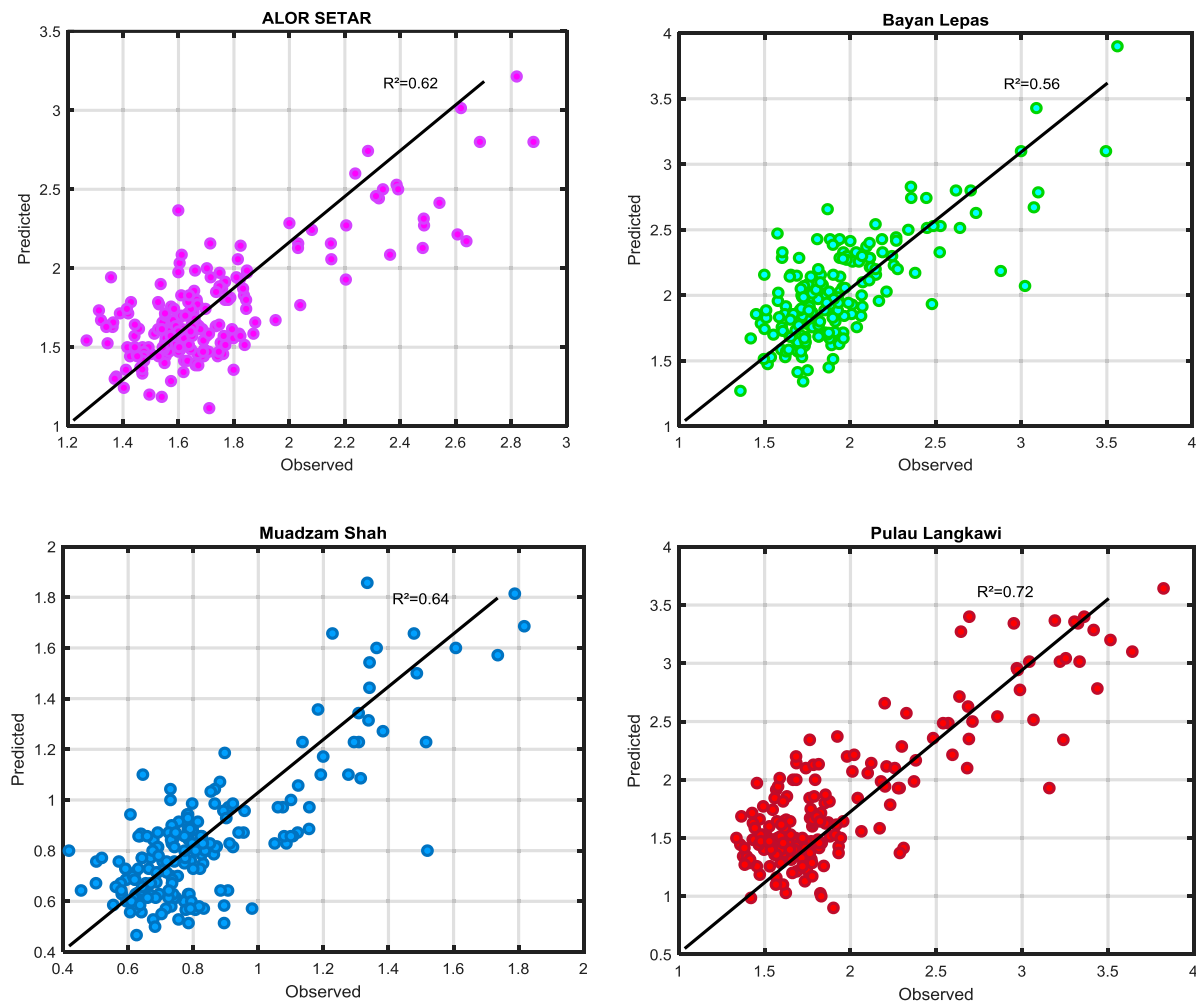 ALOR SETAR
3.5
3
2.5
2
1.5
1
Predicted
R²=0.62
1.2 1.4 1.6 1.8 2 2.2 2.4 2.6 2.8 3
Observed
Bayan Lepas
4
3.5
3
2.5
2
1.5
1
Predicted
R²=0.56
1 1.5 2 2.5 3 3.5 4
Observed
Muadzam Shah
2
1.8
1.6
1.4
1.2
1
0.8
0.6
0.4
Predicted
R²=0.64
0.4 0.6 0.8 1 1.2 1.4 1.6 1.8 2
Observed
Pulau Langkawi
4
3.5
3
2.5
2
1.5
1
0.5
Predicted
R²=0.72
1 1.5 2 2.5 3 3.5 4
Observed